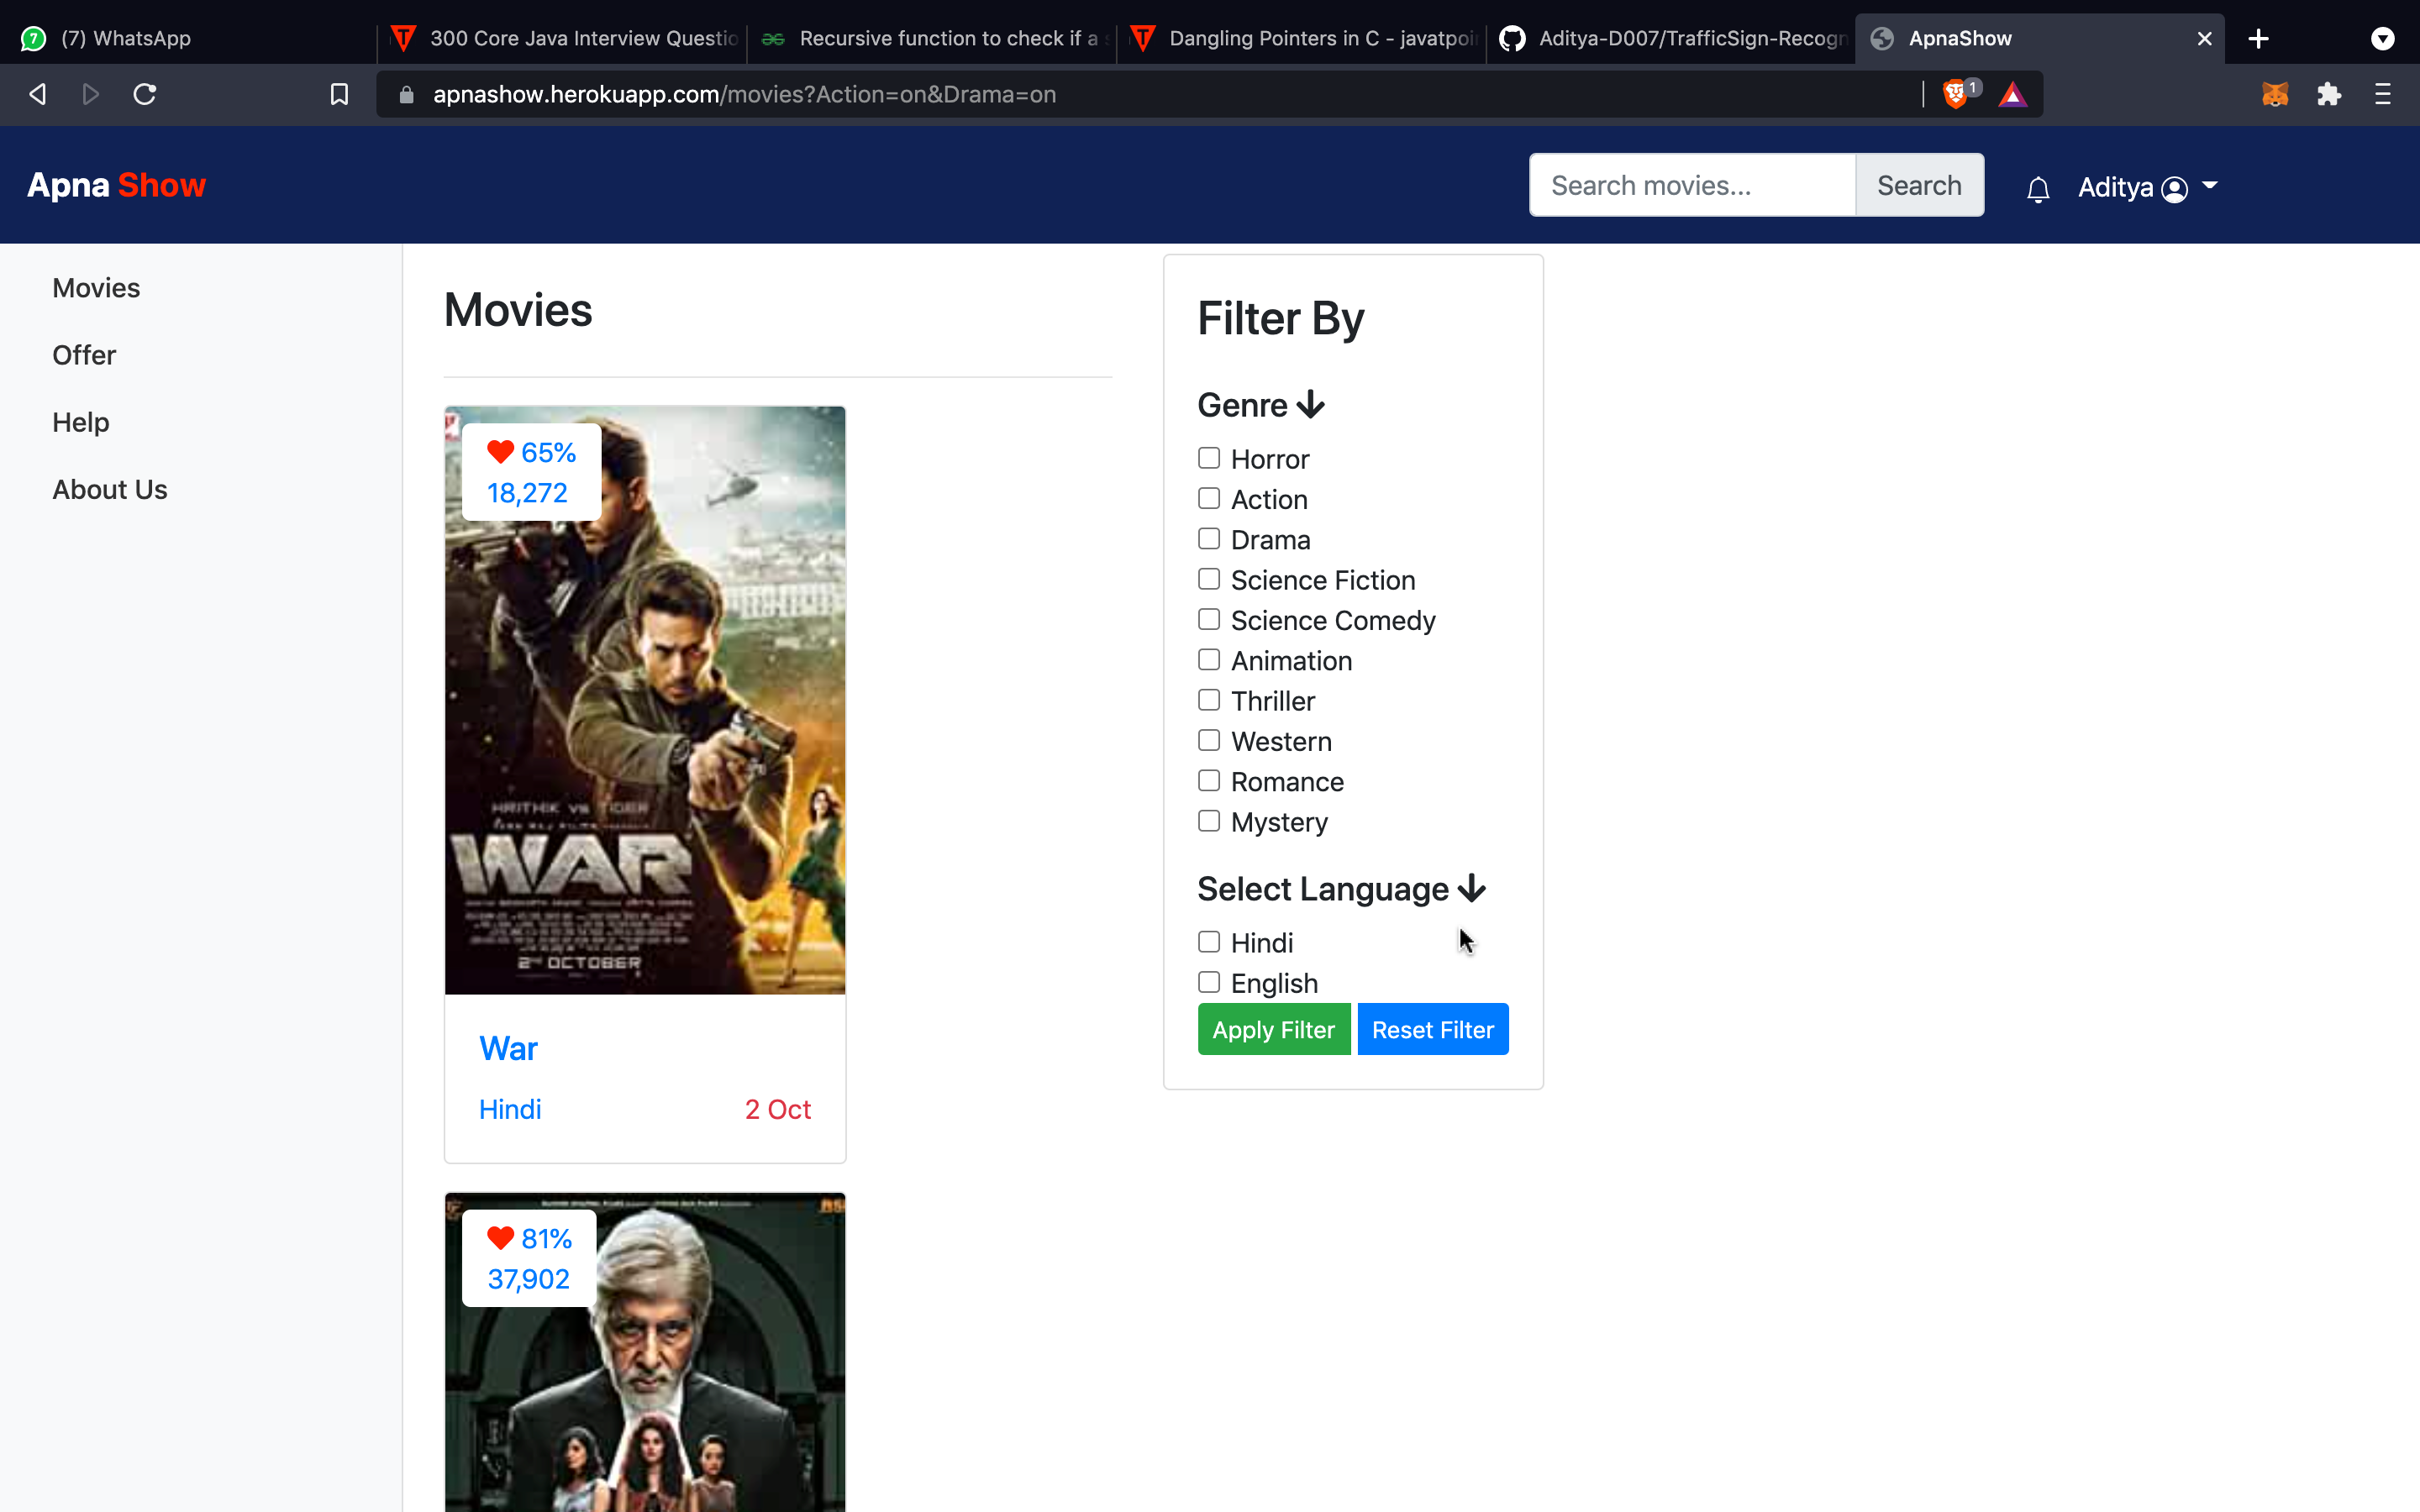 7 (7) WhatsApp
300 Core Java Interview Questio
Recursive function to check if a s
Dangling Pointers in C - javatpoin
Aditya-D007/TrafficSign-Recogn
ApnaShow
apnashow.herokuapp.com/movies?Action=on&Drama=on
1
Apna Show
Search movies...
Search
Aditya
Movies
Offer
Help
About Us
Movies
65%
18,272
HRITHIK VS TIGER
WAR
2ND OCTOBER
War
Hindi 2 Oct
81%
37,902
Filter By
Genre
Horror
Action
Drama
Science Fiction
Science Comedy
Animation
Thriller
Western
Romance
Mystery
Select Language
Hindi
English
Apply Filter Reset Filter